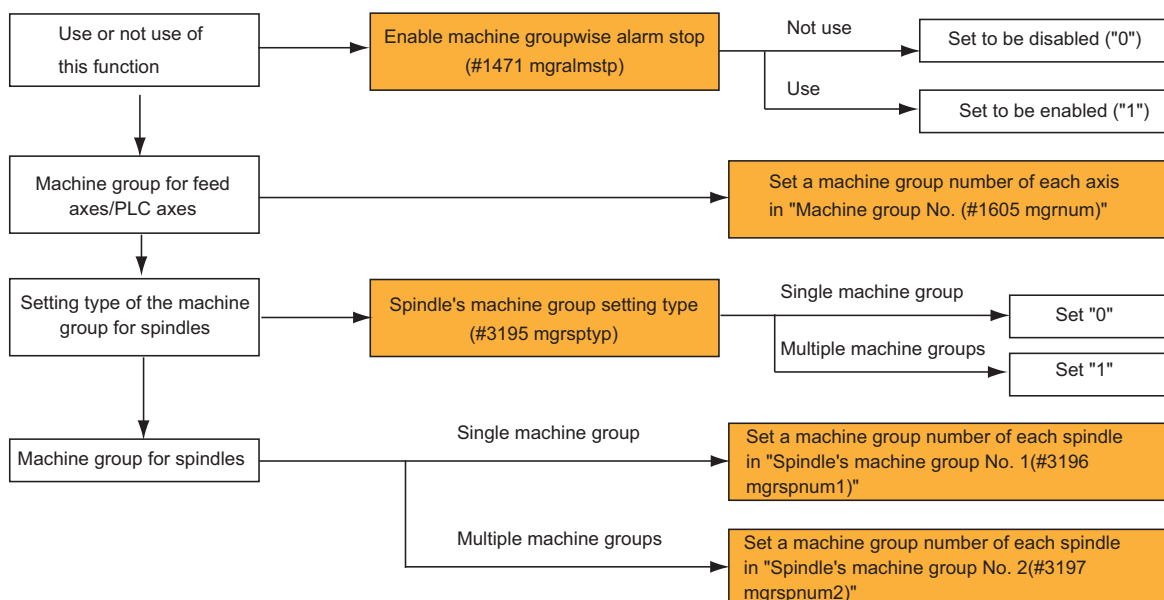 Use or not use of
this function
Enable machine groupwise alarm stop
(#1471 mgralmstp)
Not use
Set to be disabled ("0")
Use
Set to be enabled ("1")
Machine group for feed
axes/PLC axes
Set a machine group number of each axis
in "Machine group No. (#1605 mgrnum)"
Setting type of the machine
group for spindles
Spindle's machine group setting type
(#3195 mgrsptyp)
Single machine group
Set "0"
Multiple machine groups
Set "1"
Machine group for spindles
Single machine group
Set a machine group number of each spindle
in "Spindle's machine group No. 1(#3196
mgrspnum1)"
Multiple machine groups
Set a machine group number of each spindle
in "Spindle's machine group No. 2(#3197
mgrspnum2)"